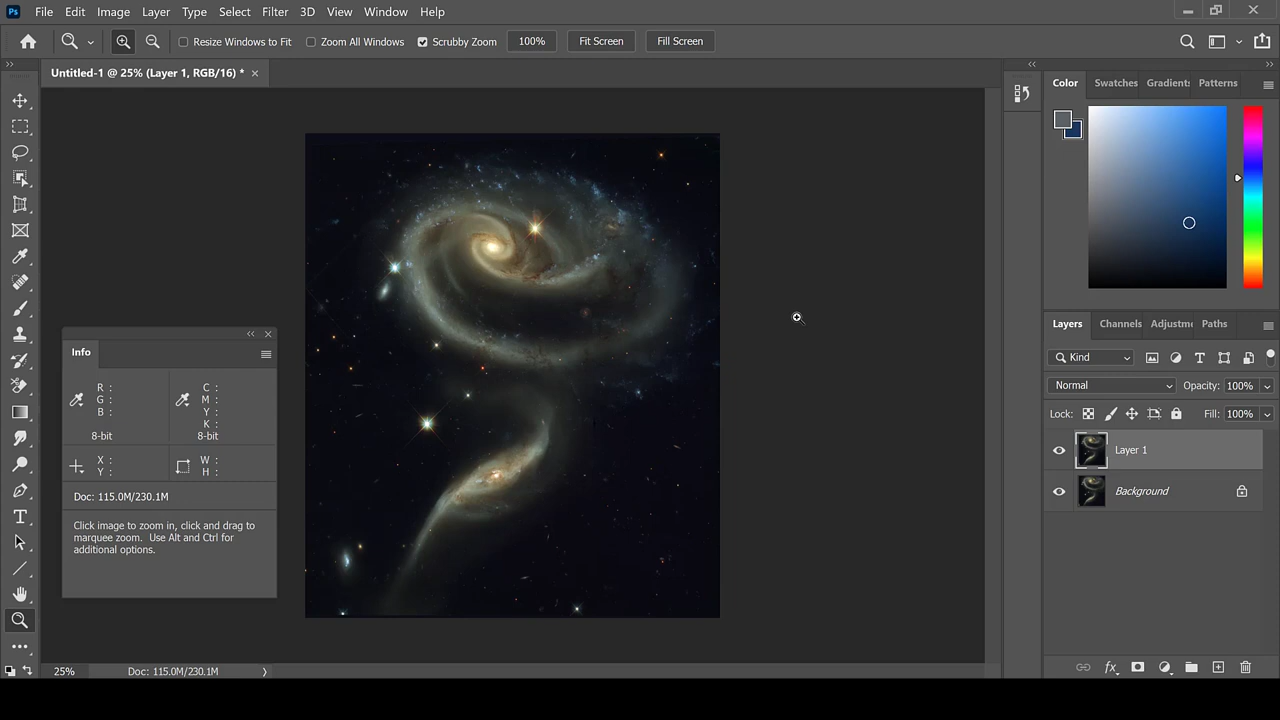 Ps File Edit Image Layer Type Select Filter 3D View Window Help
Resize Windows to Fit Zoom All Windows Scrubby Zoom 100% Fit Screen Fill Screen
Untitled-1 @ 25% (Layer 1, RGB/16) *
Color Swatches Gradients Patterns
Info
R :
G :
B :
8-bit
C :
M :
Y :
K :
8-bit
X :
Y :
W :
H :
Doc: 115.0M/230.1M
Click image to zoom in, click and drag to
marquee zoom. Use Alt and Ctrl for
additional options.
Layers Channels Adjustm Paths
Kind
Normal Opacity: 100%
Lock: Fill: 100%
Layer 1
Background
fx
25% Doc: 115.0M/230.1M